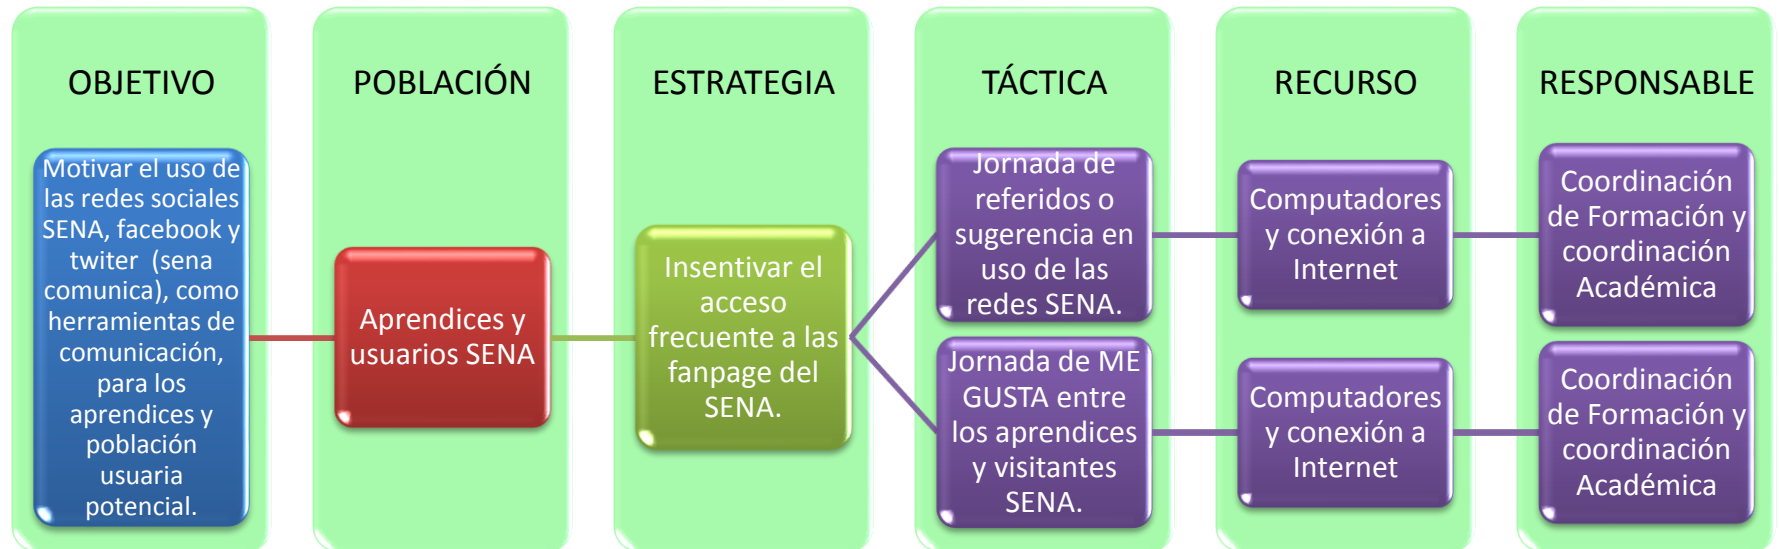 OBJETIVO
Motivar el uso de
las redes sociales
SENA, facebook y
twiter (sena
comunica), como
herramientas de
comunicación,
para los
aprendices y
población
usuaria
potencial.
POBLACIÓN
Aprendices y
usuarios SENA
ESTRATEGIA
Insentivar el
acceso
frecuente a las
fanpage del
SENA.
TÁCTICA
Jornada de
referidos o
sugerencia en
uso de las
redes SENA.
Jornada de ME
GUSTA entre
los aprendices
y visitantes
SENA.
RECURSO
Computadores
y conexión a
Internet
Computadores
y conexión a
Internet
RESPONSABLE
Coordinación
de Formación y
coordinación
Académica
Coordinación
de Formación y
coordinación
Académica